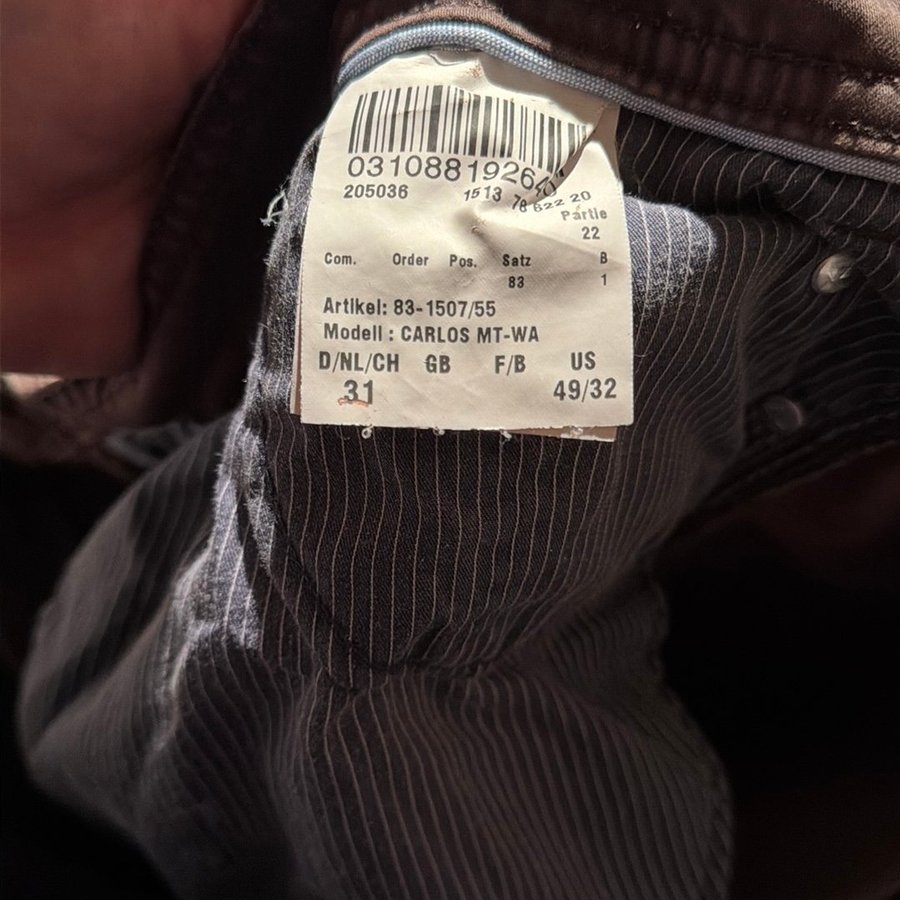 0310881926
205036 1513 78 622 20
Partie
22
Com. Order Pos. Satz B
83 1
Artikel: 83-1507/55
Modell : CARLOS MT-WA
D/NL/CH GB F/B US
31 49/32